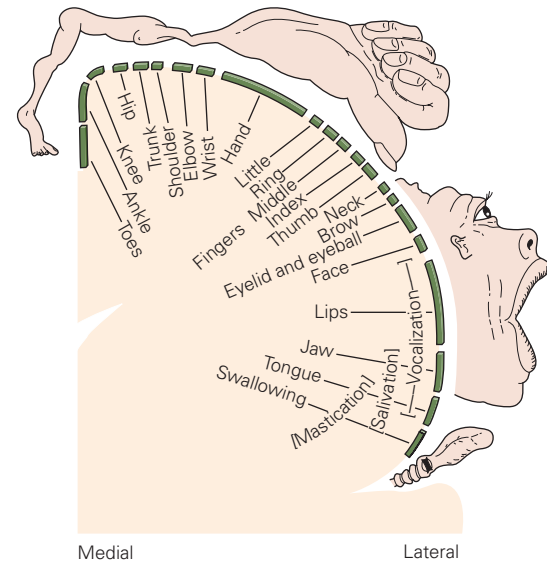 Toes
Ankle
Knee
Hip
Trunk
Shoulder
Elbow
Wrist
Hand
Little
Ring
Middle
Index
Thumb
Fingers
Neck
Brow
Eyelid and eyeball
Face
Lips
Vocalization
Jaw
Tongue
Swallowing
[Mastication]
[Salivation]
Medial
Lateral